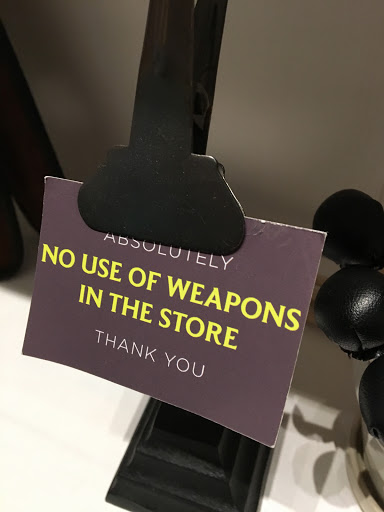 ABSOLUTELY
NO USE OF WEAPONS
IN THE STORE
THANK YOU